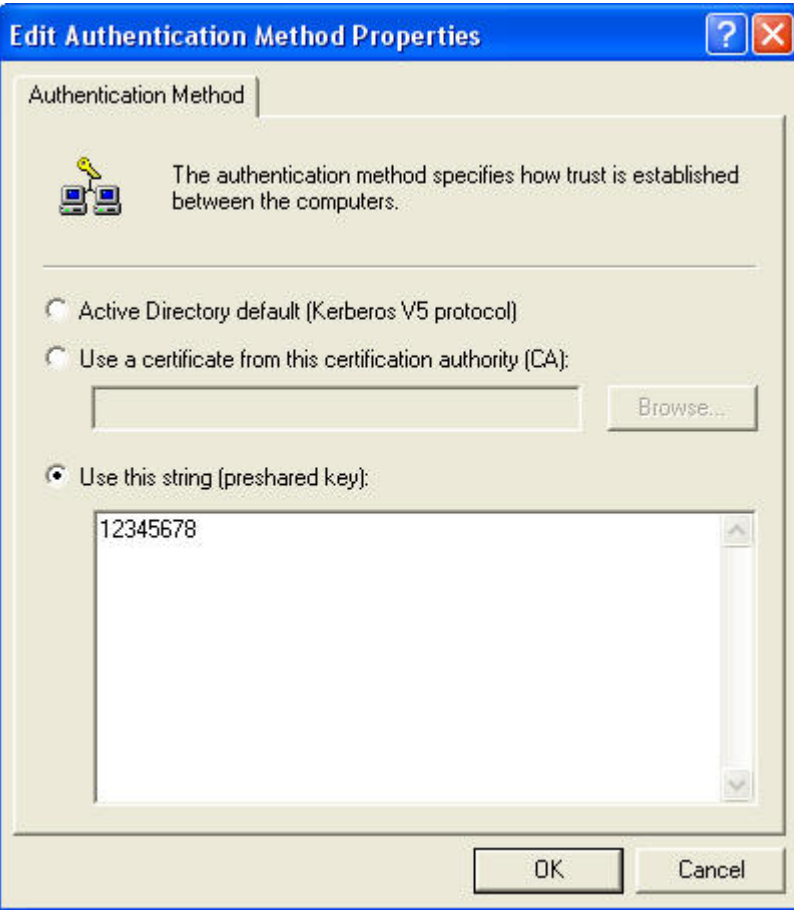 Edit Authentication Method Properties
Authentication Method
The authentication method specifies how trust is established
between the computers.
Active Directory default (Kerberos V5 protocol)
Use a certificate from this certification authority (CA):
Browse...
Use this string (preshared key):
12345678
OK
Cancel